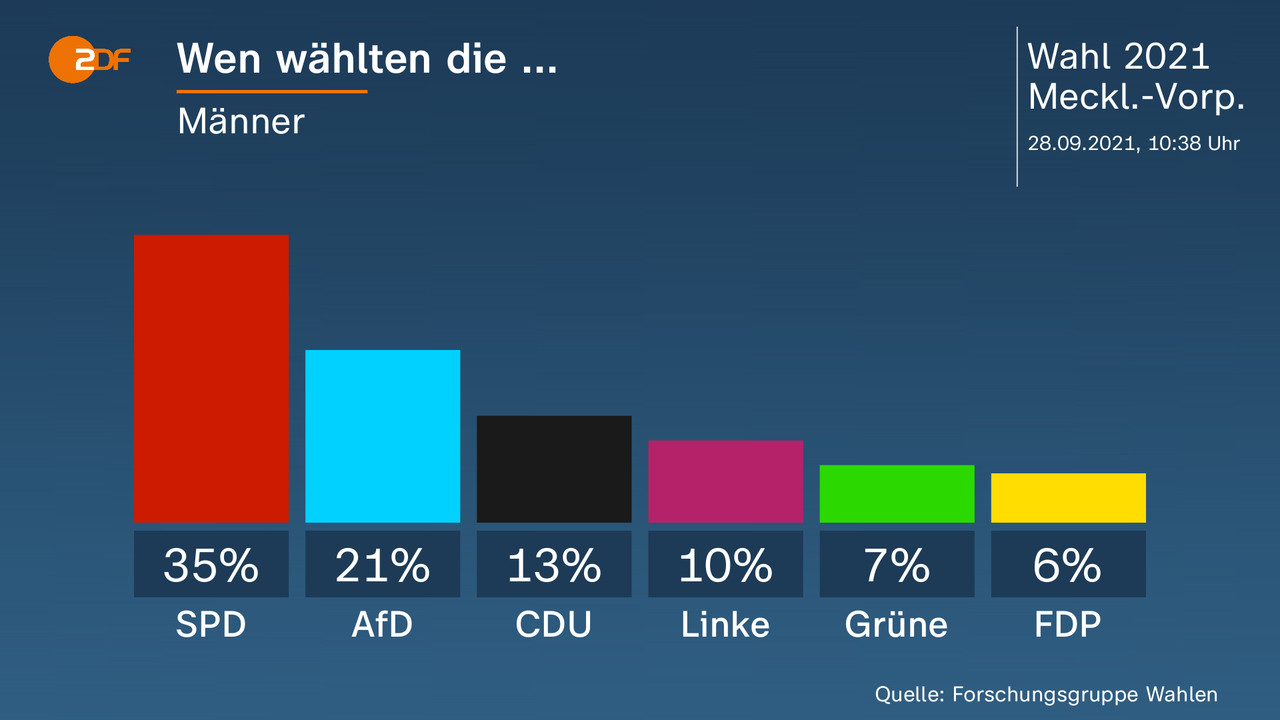 ZDF
Wen wählten die ...
Männer
Wahl 2021
Meckl.-Vorp.
28.09.2021, 10:38 Uhr
35% 21% 13% 10% 7% 6%
SPD AfD CDU Linke Grüne FDP
Quelle: Forschungsgruppe Wahlen